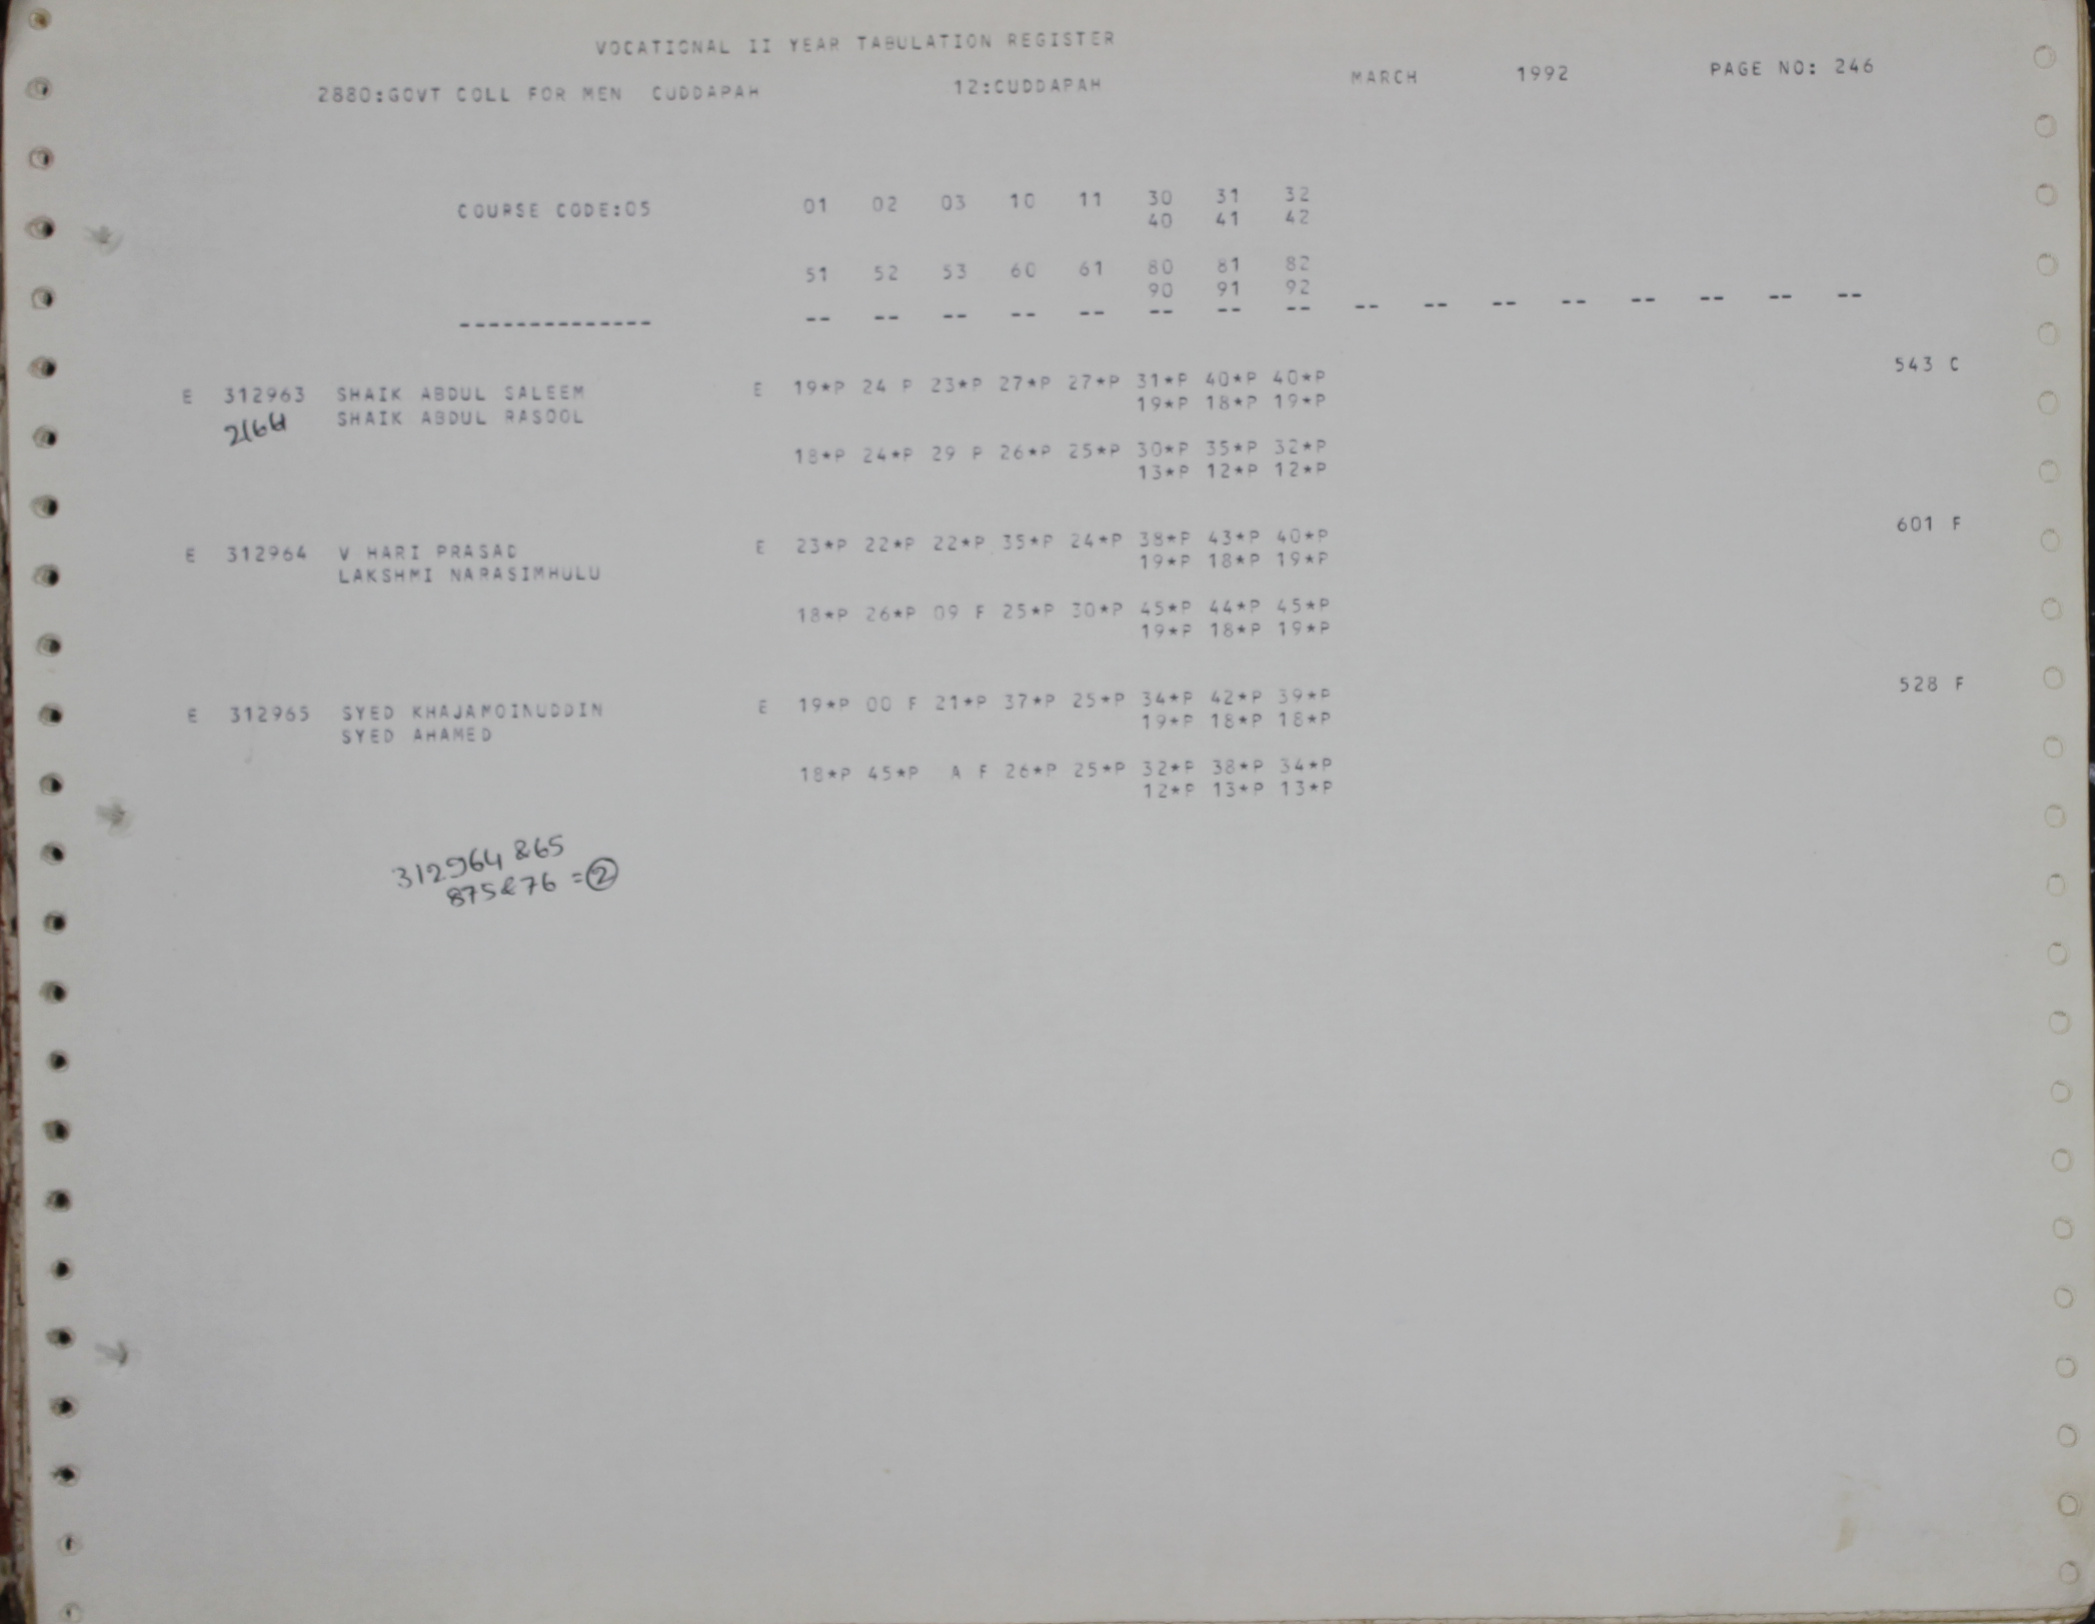 VOCATIONAL II YEAR TABULATION REGISTER
2880:GOVT COLL FOR MEN CUDDAPAH 12:CUDDAPAH MARCH 1992 PAGE NO: 246
COURSE CODE:05 01 02 03 10 11 30 31 32
40 41 42
51 52 53 60 61 80 81 82
90 91 92
-------------- -- -- -- -- -- -- -- -- -- -- -- -- -- -- -- --
E 312963 SHAIK ABDUL SALEEM E 19*P 24 P 23*P 27*P 27*P 31*P 40*P 40*P 543 C
SHAIK ABDUL RASOOL 19*P 18*P 19*P
18*P 24*P 29 P 26*P 25*P 30*P 35*P 32*P
13*P 12*P 12*P
E 312964 V HARI PRASAD E 23*P 22*P 22*P 35*P 24*P 38*P 43*P 40*P 601 F
LAKSHMI NARASIMHULU 19*P 18*P 19*P
18*P 26*P 09 F 25*P 30*P 45*P 44*P 45*P
19*P 18*P 19*P
E 312965 SYED KHAJAMOINUDDIN E 19*P 00 F 21*P 37*P 25*P 34*P 42*P 39*P 528 F
SYED AHAMED 19*P 18*P 18*P
18*P 45*P A F 26*P 25*P 32*P 38*P 34*P
12*P 13*P 13*P
312964 &65
875&76 =②